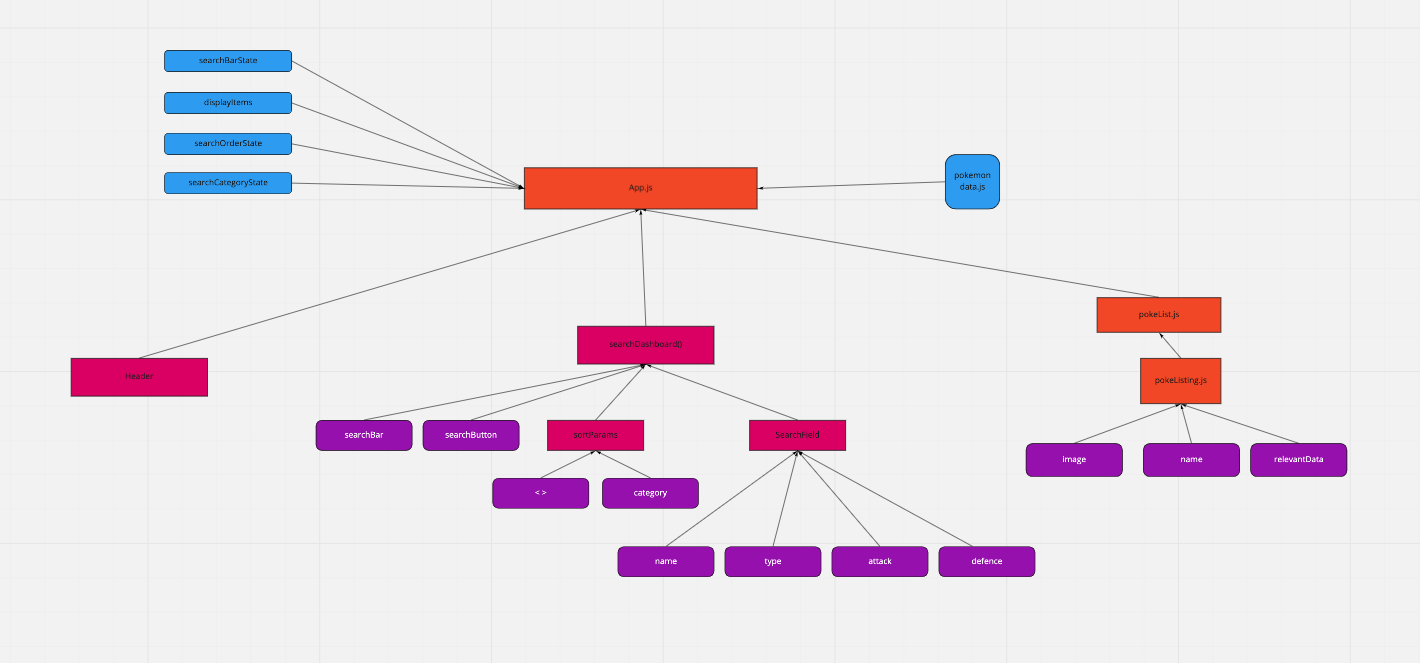 searchBarState
displayItems
searchOrderState
searchCategoryState
App.js
pokemon
data.js
pokeList.js
searchDashboard()
Header
pokeListing.js
searchBar
searchButton
sortParams
SearchField
image
name
relevantData
< >
category
name
type
attack
defence